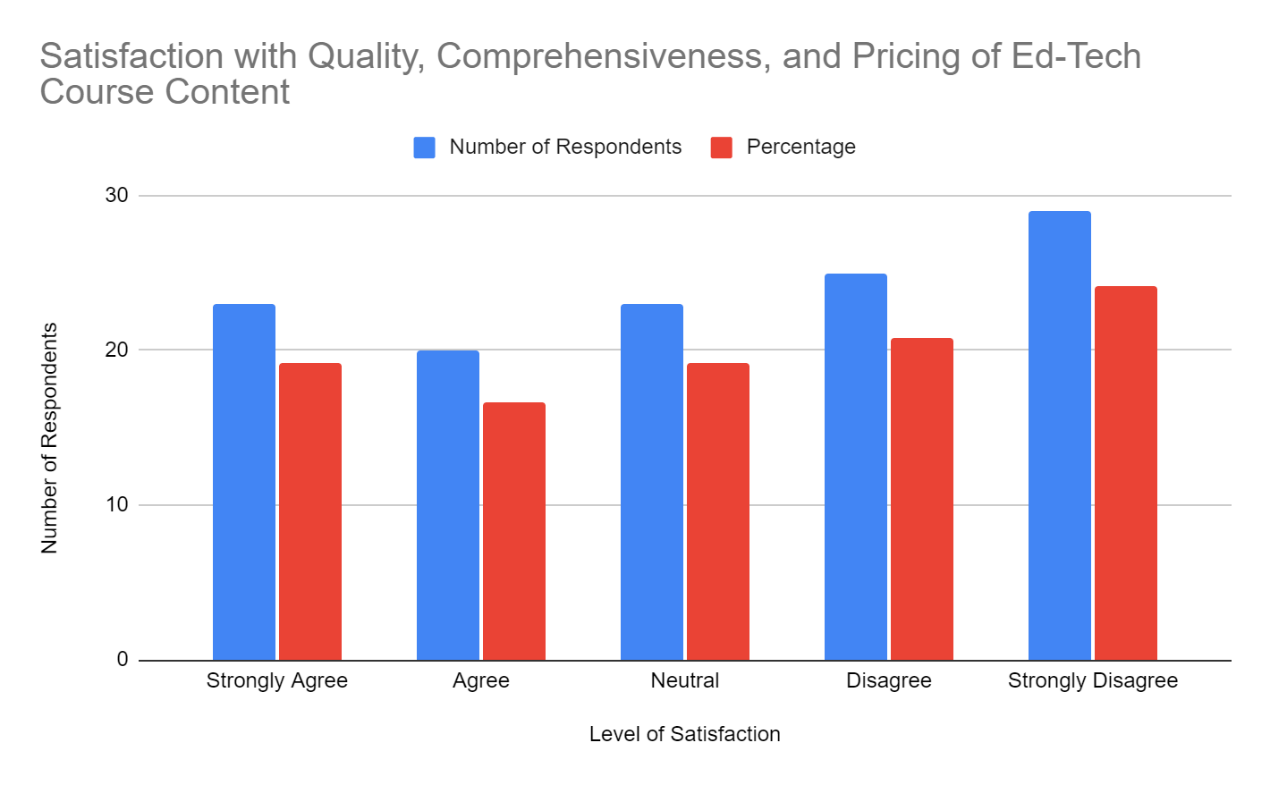 Satisfaction with Quality, Comprehensiveness, and Pricing of Ed-Tech
Course Content
Number of Respondents
Percentage
30
20
10
0
Number of Respondents
Strongly Agree
Agree
Neutral
Disagree
Strongly Disagree
Level of Satisfaction